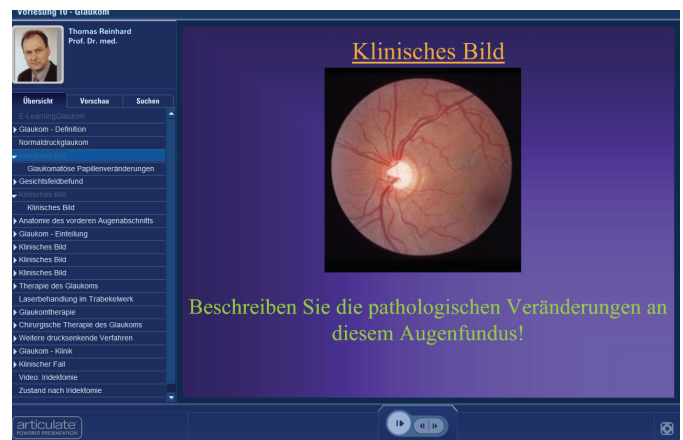 Vorlesung 10 - Glaukom
Thomas Reinhard
Prof. Dr. med.
Übersicht
Vorschau
Suchen
E-LearningGlaukom
Glaukom - Definition
Normaldruckglaukom
Klinisches Bild
Glaukomatöse Papillenveränderungen
Gesichtsfeldbefund
Klinisches Bild
Klinisches Bild
Anatomie des vorderen Augenabschnitts
Glaukom - Einteilung
Klinisches Bild
Klinisches Bild
Klinisches Bild
Therapie des Glaukoms
Laserbehandlung im Trabekelwerk
Glaukomtherapie
Chirurgische Therapie des Glaukoms
Weitere drucksenkende Verfahren
Glaukom - Klinik
Klinischer Fall
Video: Iridektomie
Zustand nach Iridektomie
articulate
POWERED PRESENTATION
Klinisches Bild
Beschreiben Sie die pathologischen Veränderungen an
diesem Augenfundus!